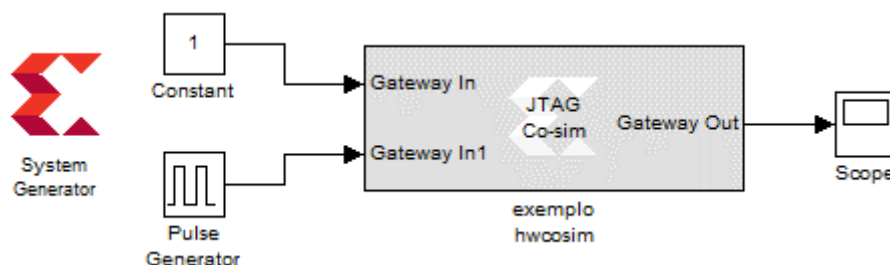 1
Constant
System
Generator
Pulse
Generator
Gateway In
Gateway In1
JTAG
Co-sim
Gateway Out
exemplo
hwcosim
Scope